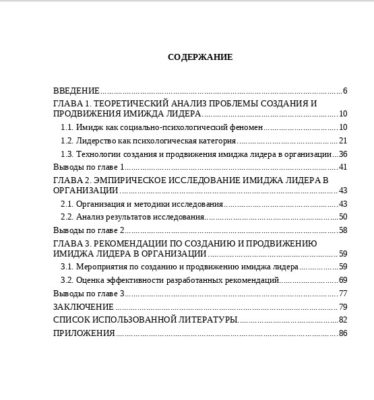 СОДЕРЖАНИЕ
ВВЕДЕНИЕ........6
ГЛАВА 1. ТЕОРЕТИЧЕСКИЙ АНАЛИЗ ПРОБЛЕМЫ СОЗДАНИЯ И
ПРОДВИЖЕНИЯ ИМИЖДА ЛИДЕРА........10
1.1. Имидж как социально-психологический феномен........10
1.2. Лидерство как психологическая категория........21
1.3. Технологии создания и продвижения имиджа лидера в организации...36
Выводы по главе 1........41
ГЛАВА 2. ЭМПИРИЧЕСКОЕ ИССЛЕДОВАНИЕ ИМИДЖА ЛИДЕРА В
ОРГАНИЗАЦИИ........43
2.1. Организация и методики исследования........43
2.2. Анализ результатов исследования........50
Выводы по главе 2........58
ГЛАВА 3. РЕКОМЕНДАЦИИ ПО СОЗДАНИЮ И ПРОДВИЖЕНИЮ
ИМИДЖА ЛИДЕРА В ОРГАНИЗАЦИИ........59
3.1. Мероприятия по созданию и продвижению имиджа лидера........59
3.2. Оценка эффективности разработанных рекомендаций........69
Выводы по главе 3........77
ЗАКЛЮЧЕНИЕ........79
СПИСОК ИСПОЛЬЗОВАННОЙ ЛИТЕРАТУРЫ........82
ПРИЛОЖЕНИЯ........86